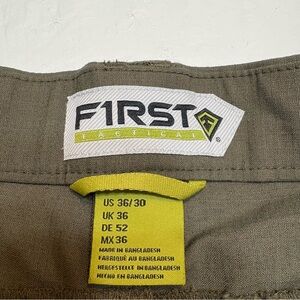 F1RST
TACTICAL
®
US 36/30
UK 36
DE 52
MX 36
MADE IN BANGLADESH
FABRIQUÉ AU BANGLADESH
HERGESTELLT IN BANGLADESH
HECHO EN BANGLADESH